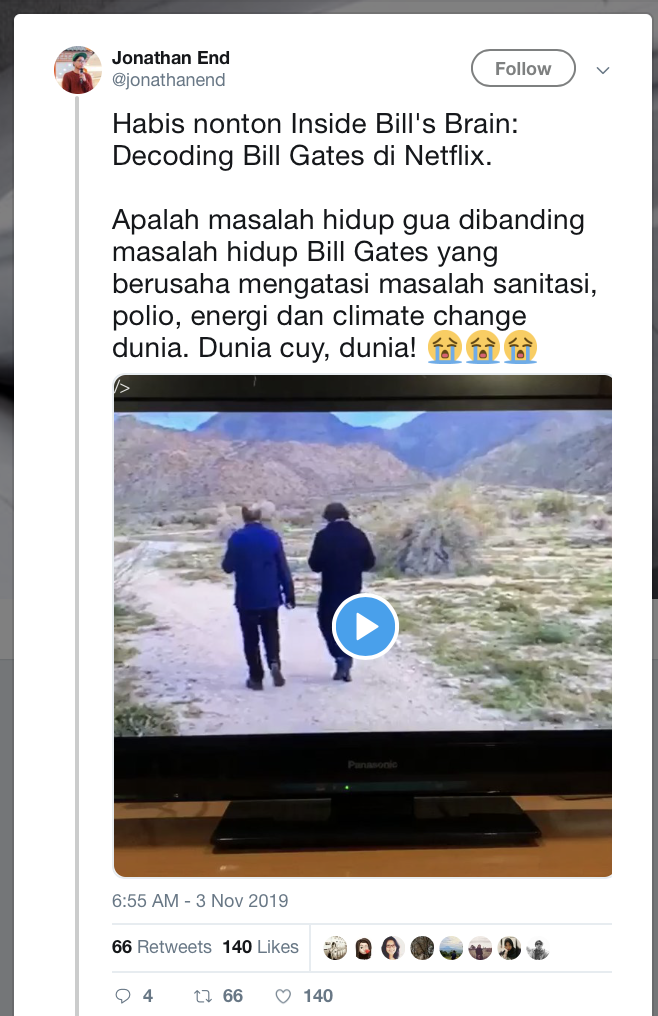 Jonathan End
@jonathanend
Follow
Habis nonton Inside Bill's Brain:
Decoding Bill Gates di Netflix.
Apalah masalah hidup gua dibanding
masalah hidup Bill Gates yang
berusaha mengatasi masalah sanitasi,
polio, energi dan climate change
dunia. Dunia cuy, dunia! 😭😭😭
/>
Panasonic
6:55 AM - 3 Nov 2019
66 Retweets 140 Likes
4 66 140